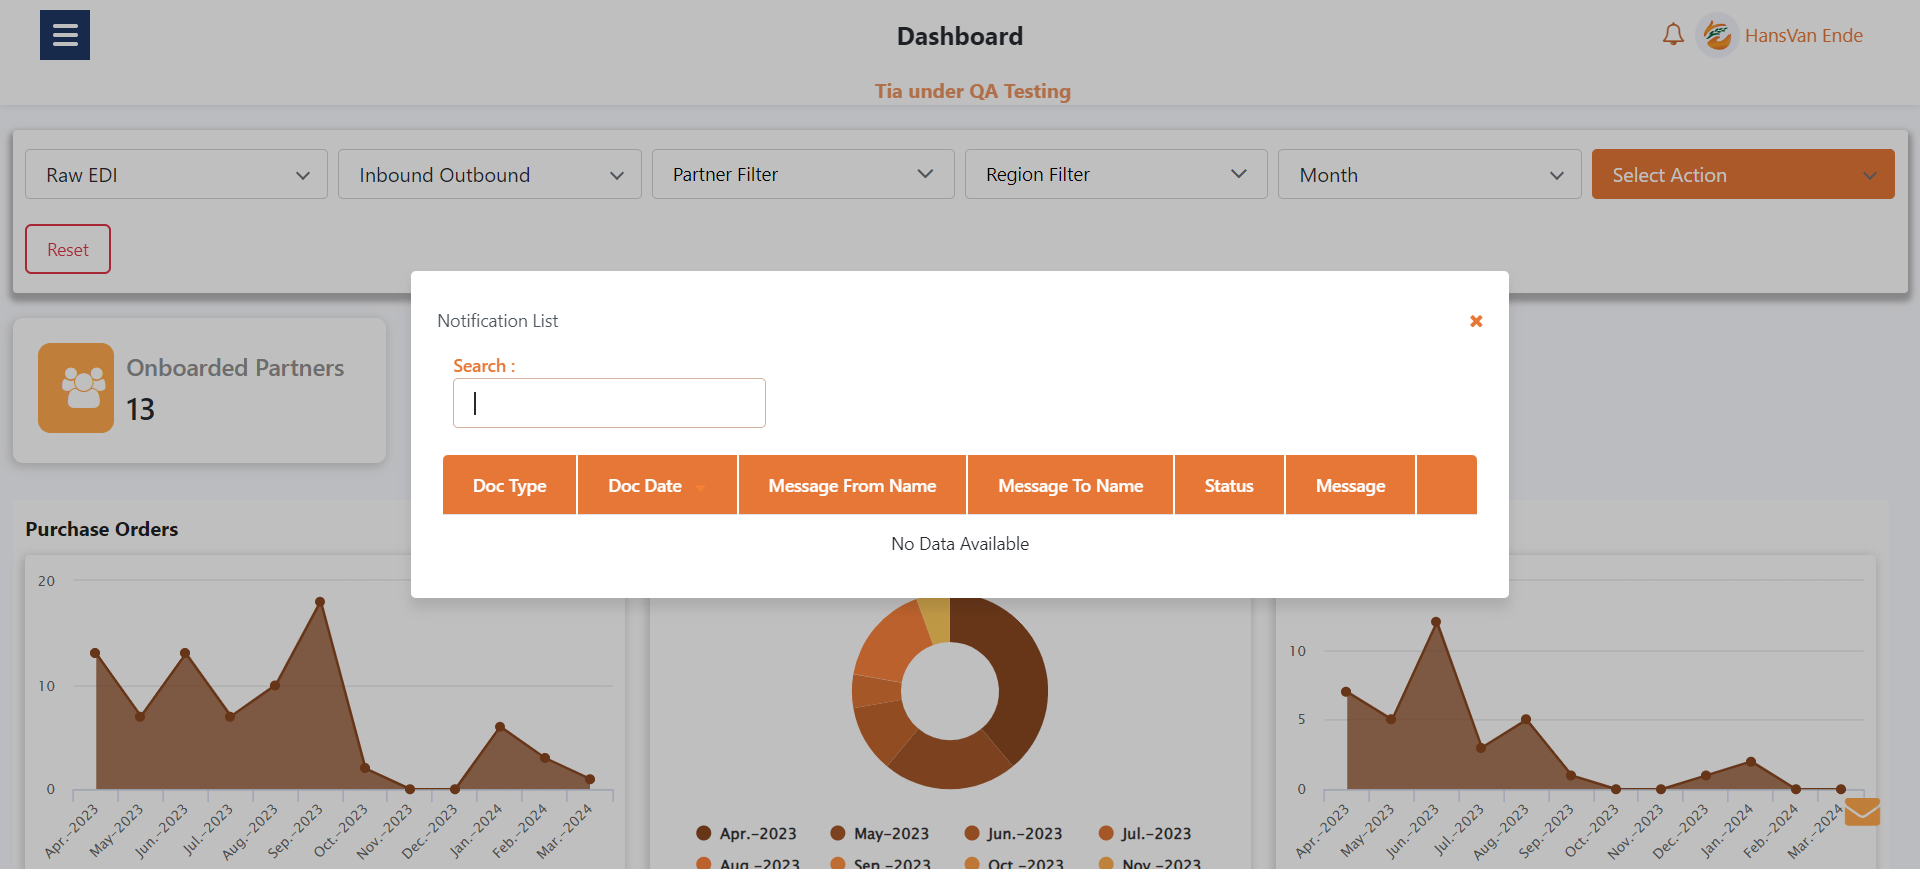 Dashboard
HansVan Ende
Tia under QA Testing
Raw EDI
Inbound Outbound
Partner Filter
Region Filter
Month
Select Action
Reset
Notification List
Search :
Onboarded Partners
13
Doc Type
Doc Date
Message From Name
Message To Name
Status
Message
No Data Available
Purchase Orders
20
10
0
Apr.-2023
May-2023
Jun.-2023
Jul.-2023
Aug.-2023
Sep.-2023
Oct.-2023
Nov.-2023
Dec.-2023
Jan.-2024
Feb.-2024
Mar.-2024
Apr.-2023
May-2023
Jun.-2023
Jul.-2023
Aug.-2023
Sep.-2023
Oct.-2023
Nov.-2023
10
5
0
Apr.-2023
May-2023
Jun.-2023
Jul.-2023
Aug.-2023
Sep.-2023
Oct.-2023
Nov.-2023
Dec.-2023
Jan.-2024
Feb.-2024
Mar.-2024